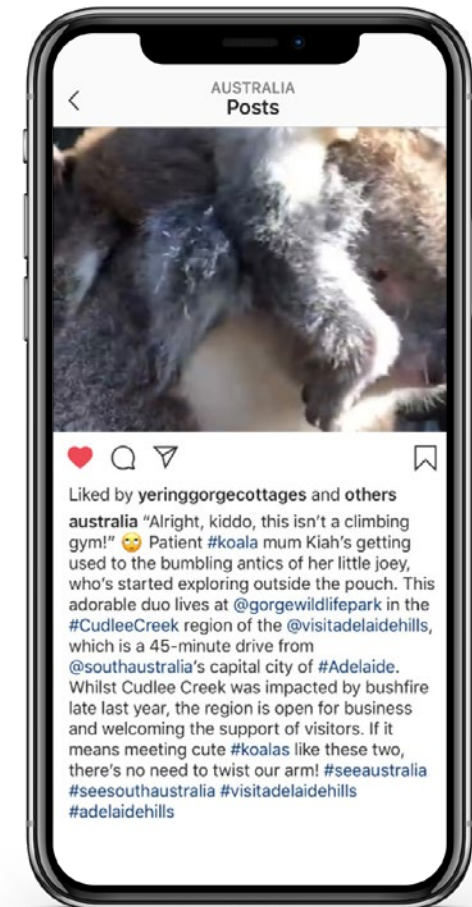 AUSTRALIA
Posts
Liked by yeringgorgecottages and others
australia “Alright, kiddo, this isn’t a climbing
gym!” 🙄 Patient #koala mum Kiah’s getting
used to the bumbling antics of her little joey,
who’s started exploring outside the pouch. This
adorable duo lives at @gorgewildlifepark in the
#CudleeCreek region of the @visitadelaidehills,
which is a 45-minute drive from
@southaustralia’s capital city of #Adelaide.
Whilst Cudlee Creek was impacted by bushfire
late last year, the region is open for business
and welcoming the support of visitors. If it
means meeting cute #koalas like these two,
there’s no need to twist our arm! #seeaustralia
#seesouthaustralia #visitadelaidehills
#adelaidehills